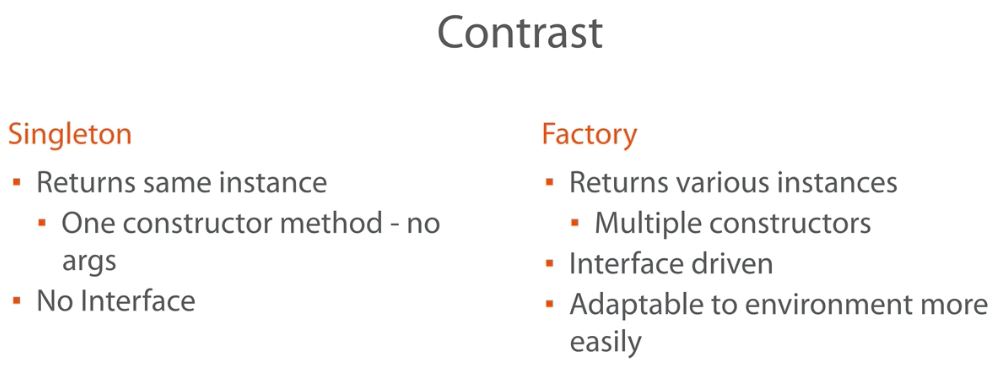 Contrast
Singleton
▪ Returns same instance
▪ One constructor method - no
args
▪ No Interface
Factory
▪ Returns various instances
▪ Multiple constructors
▪ Interface driven
▪ Adaptable to environment more
easily